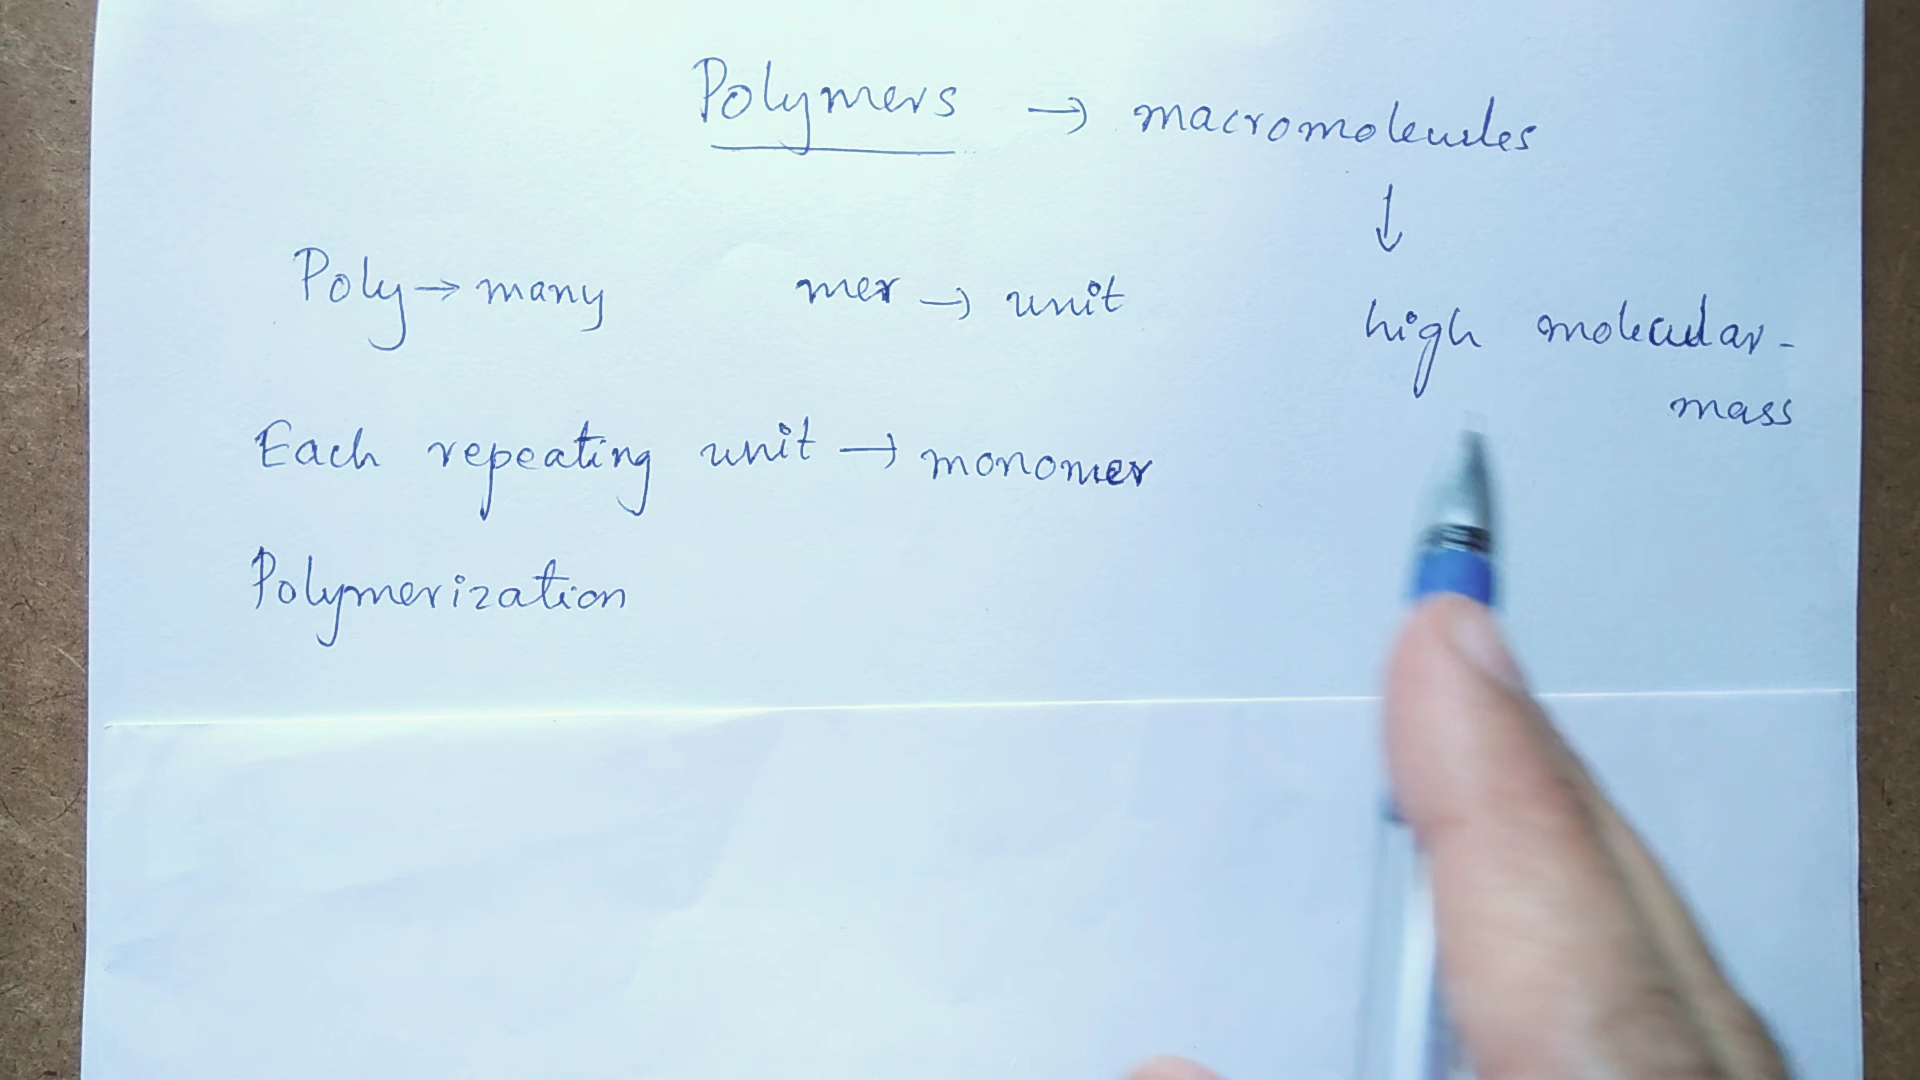 Polymers → macromolecules
↓
Poly → many mer → unit
high molecular-
mass
Each repeating unit → monomer
Polymerization